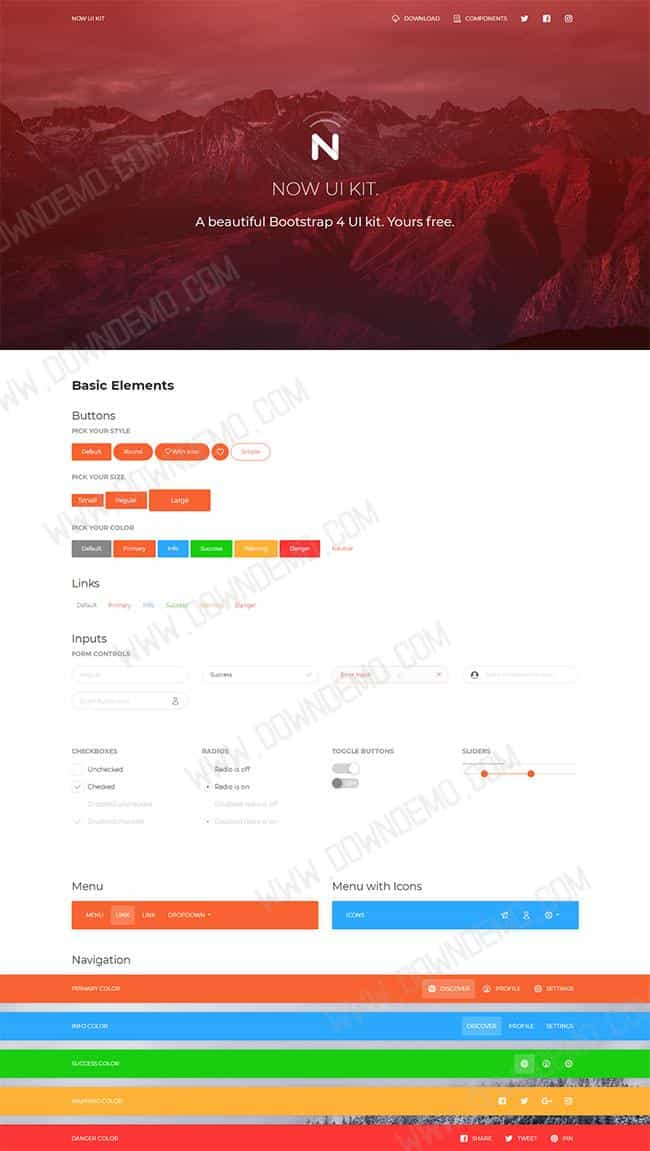 NOW UI KIT
DOWNLOAD COMPONENTS
N
NOW UI KIT.
A beautiful Bootstrap 4 UI kit. Yours free.
WWW.DOWNDEMO.COM
Basic Elements
Buttons
PICK YOUR STYLE
Default Round With Icon Simple
PICK YOUR SIZE
Small Regular Large
PICK YOUR COLOR
Default Primary Info Success Warning Danger Neutral
Links
Default Primary Info Success Warning Danger
Inputs
FORM CONTROLS
Regular Success Error Input
CHECKBOXES RADIOS TOGGLE BUTTONS SLIDERS
Unchecked Radio is off
Checked Radio is on
Disabled unchecked Disabled radio is off
Disabled checked Disabled radio is on
Menu Menu with Icons
MENU LINK LINK DROPDOWN ICONS
Navigation
PRIMARY COLOR DISCOVER PROFILE SETTINGS
INFO COLOR DISCOVER PROFILE SETTINGS
SUCCESS COLOR
WARNING COLOR
DANGER COLOR SHARE TWEET PIN